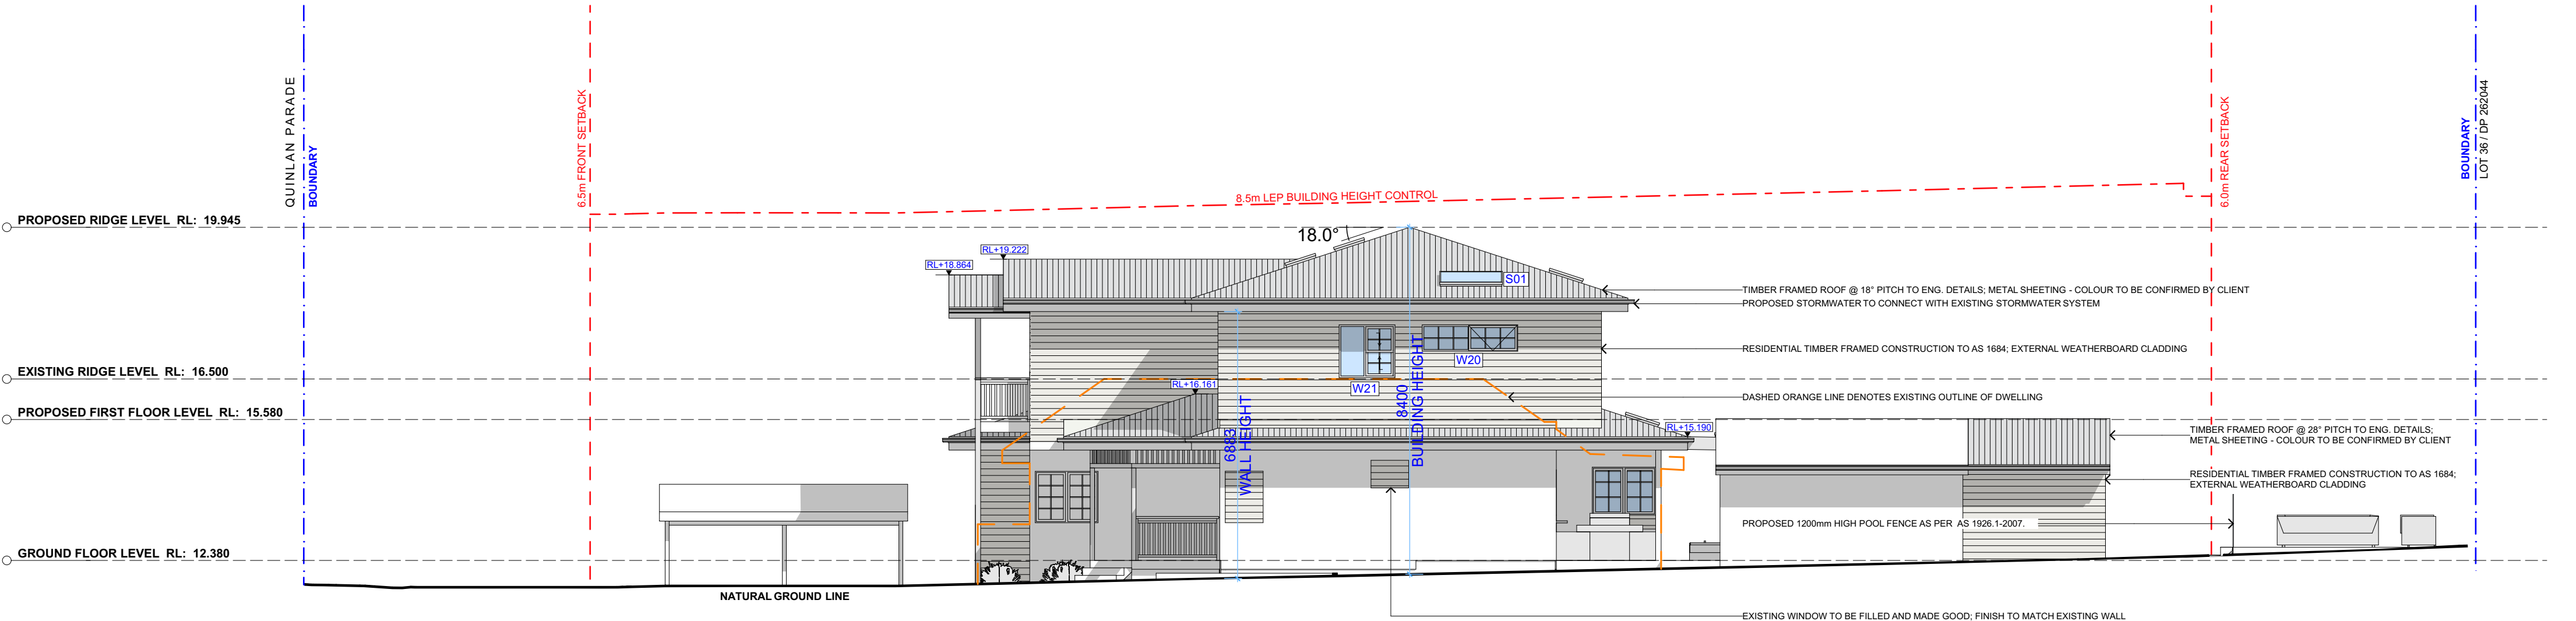 QUINLAN PARADE
BOUNDARY
6.5m FRONT SETBACK
8.5m LEP BUILDING HEIGHT CONTROL
6.0m REAR SETBACK
BOUNDARY
LOT 36 / DP 262044
PROPOSED RIDGE LEVEL RL: 19.945
18.0°
RL+19.222
RL+18.864
S01
TIMBER FRAMED ROOF @ 18° PITCH TO ENG. DETAILS; METAL SHEETING - COLOUR TO BE CONFIRMED BY CLIENT
PROPOSED STORMWATER TO CONNECT WITH EXISTING STORMWATER SYSTEM
RESIDENTIAL TIMBER FRAMED CONSTRUCTION TO AS 1684; EXTERNAL WEATHERBOARD CLADDING
W20
EXISTING RIDGE LEVEL RL: 16.500
RL+16.161
W21
8400
BUILDING HEIGHT
DASHED ORANGE LINE DENOTES EXISTING OUTLINE OF DWELLING
PROPOSED FIRST FLOOR LEVEL RL: 15.580
6883
WALL HEIGHT
RL+15.190
TIMBER FRAMED ROOF @ 28° PITCH TO ENG. DETAILS;
METAL SHEETING - COLOUR TO BE CONFIRMED BY CLIENT
RESIDENTIAL TIMBER FRAMED CONSTRUCTION TO AS 1684;
EXTERNAL WEATHERBOARD CLADDING
PROPOSED 1200mm HIGH POOL FENCE AS PER AS 1926.1-2007.
GROUND FLOOR LEVEL RL: 12.380
NATURAL GROUND LINE
EXISTING WINDOW TO BE FILLED AND MADE GOOD; FINISH TO MATCH EXISTING WALL